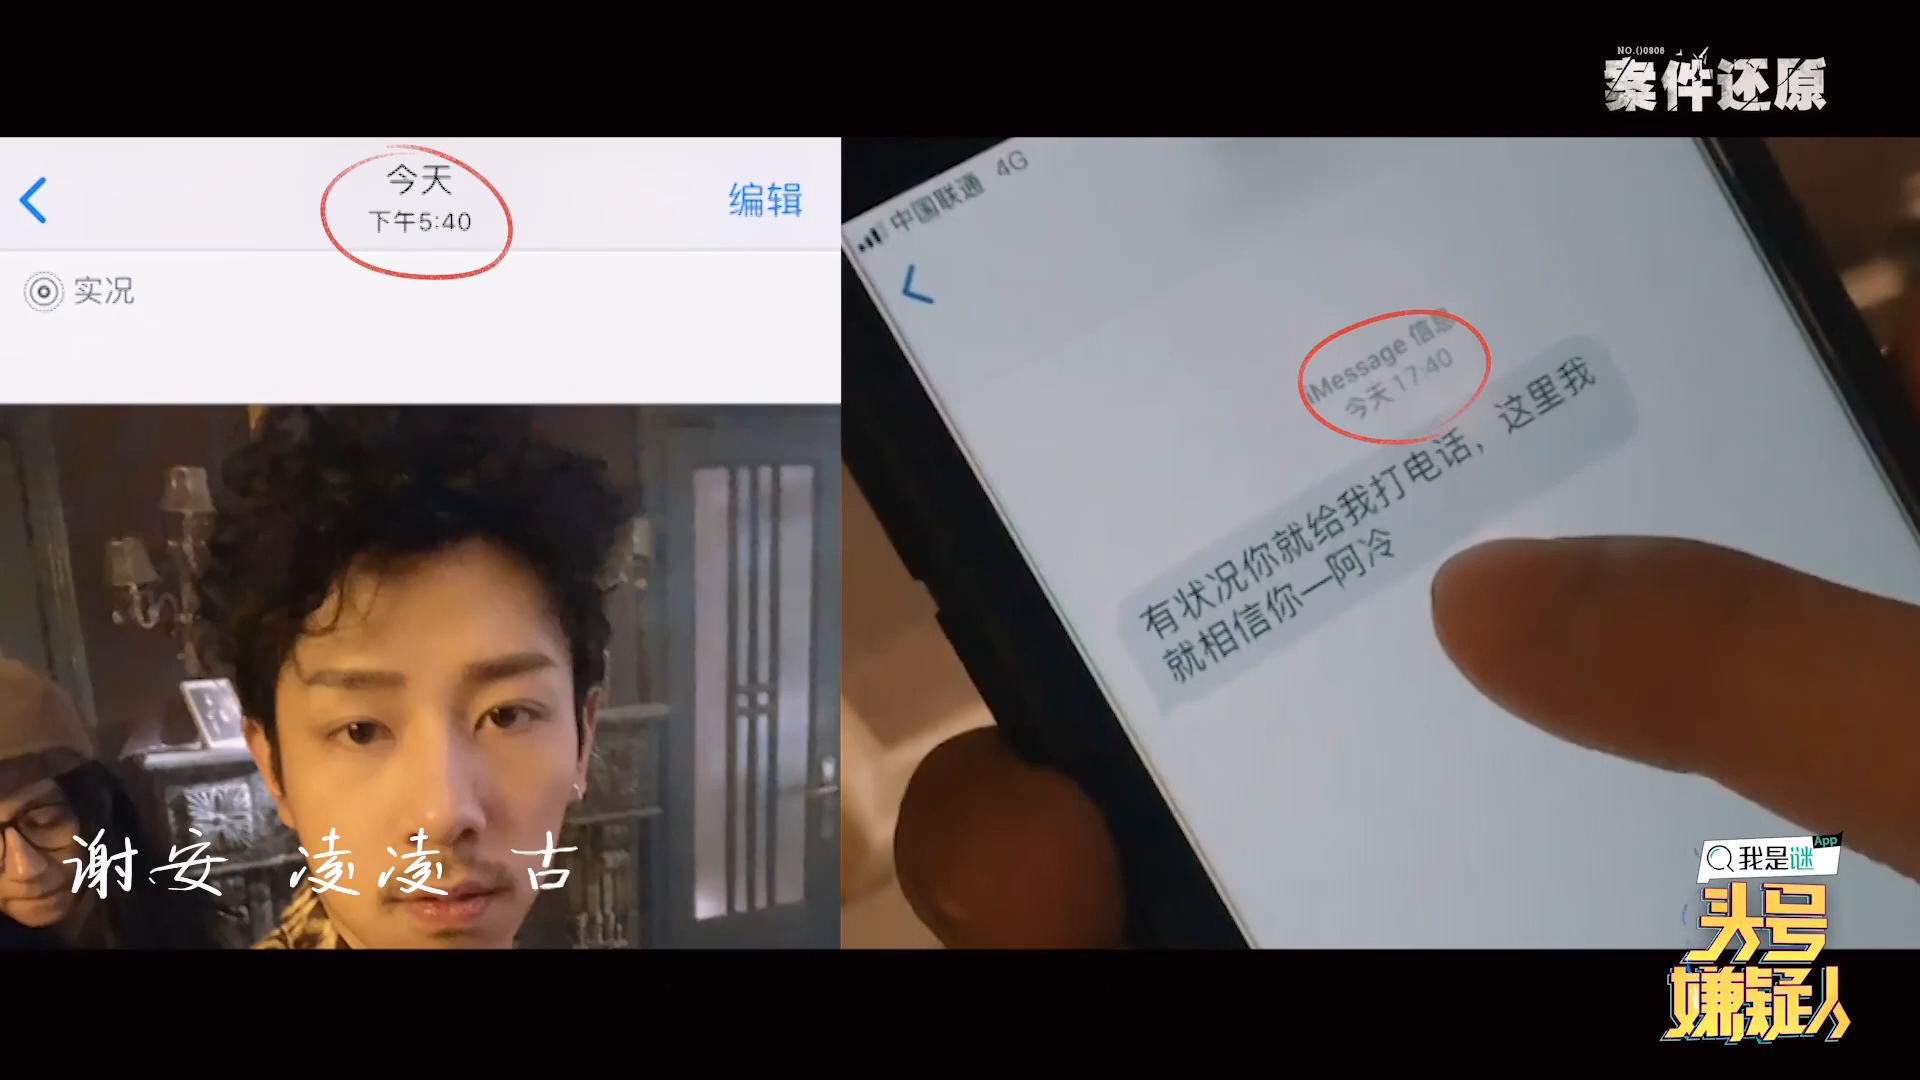 NO.()0806
案件还原
今天
下午5:40
编辑
实况
中国联通 4G
iMessage 信息
今天 17:40
有状况你就给我打电话，这里我
就相信你一阿冷
谢安 凌凌 古
我是谜 App
头号
嫌疑人